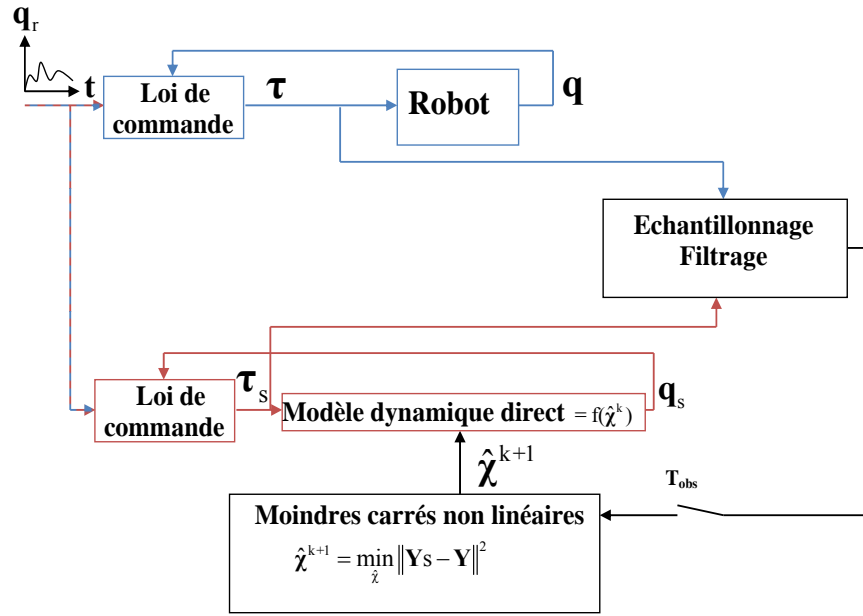 q_r
t
Loi de
commande
τ
Robot
q
Echantillonnage
Filtrage
Loi de
commande
τ_s
Modèle dynamique direct = f(χ̂^k)
q_s
χ̂^{k+1}
T_obs
Moindres carrés non linéaires
χ̂^{k+1} = min_{χ̂} ‖Ys − Y‖²